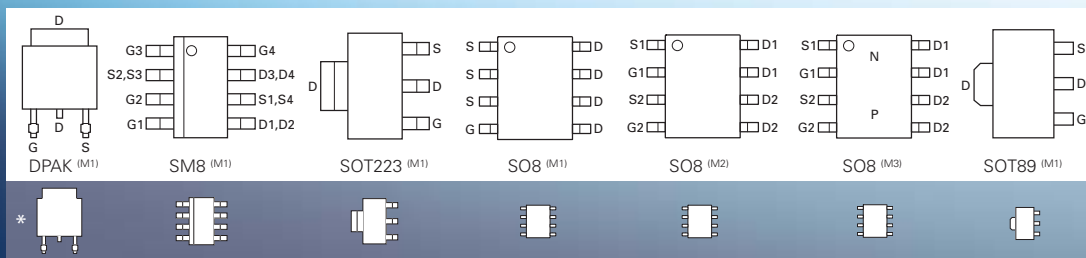 D
D
G S
DPAK (M1)
G3 G4
S2,S3 D3,D4
G2 S1,S4
G1 D1,D2
SM8 (M1)
S
D D
G
SOT223 (M1)
S D
S D
S D
G D
SO8 (M1)
S1 D1
G1 D1
S2 D2
G2 D2
SO8 (M2)
S1 N D1
G1 D1
S2 P D2
G2 D2
SO8 (M3)
S
D D
G
SOT89 (M1)
*